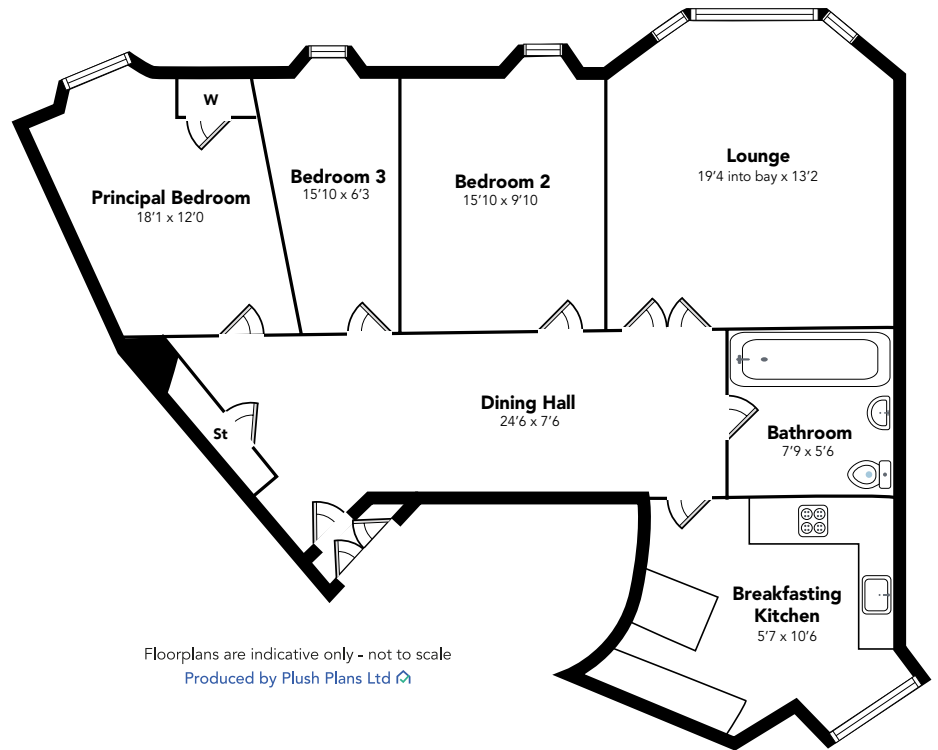 W
Principal Bedroom
18'1 x 12'0
Bedroom 3
15'10 x 6'3
Bedroom 2
15'10 x 9'10
Lounge
19'4 into bay x 13'2
St
Dining Hall
24'6 x 7'6
Bathroom
7'9 x 5'6
Breakfasting
Kitchen
5'7 x 10'6
Floorplans are indicative only - not to scale
Produced by Plush Plans Ltd